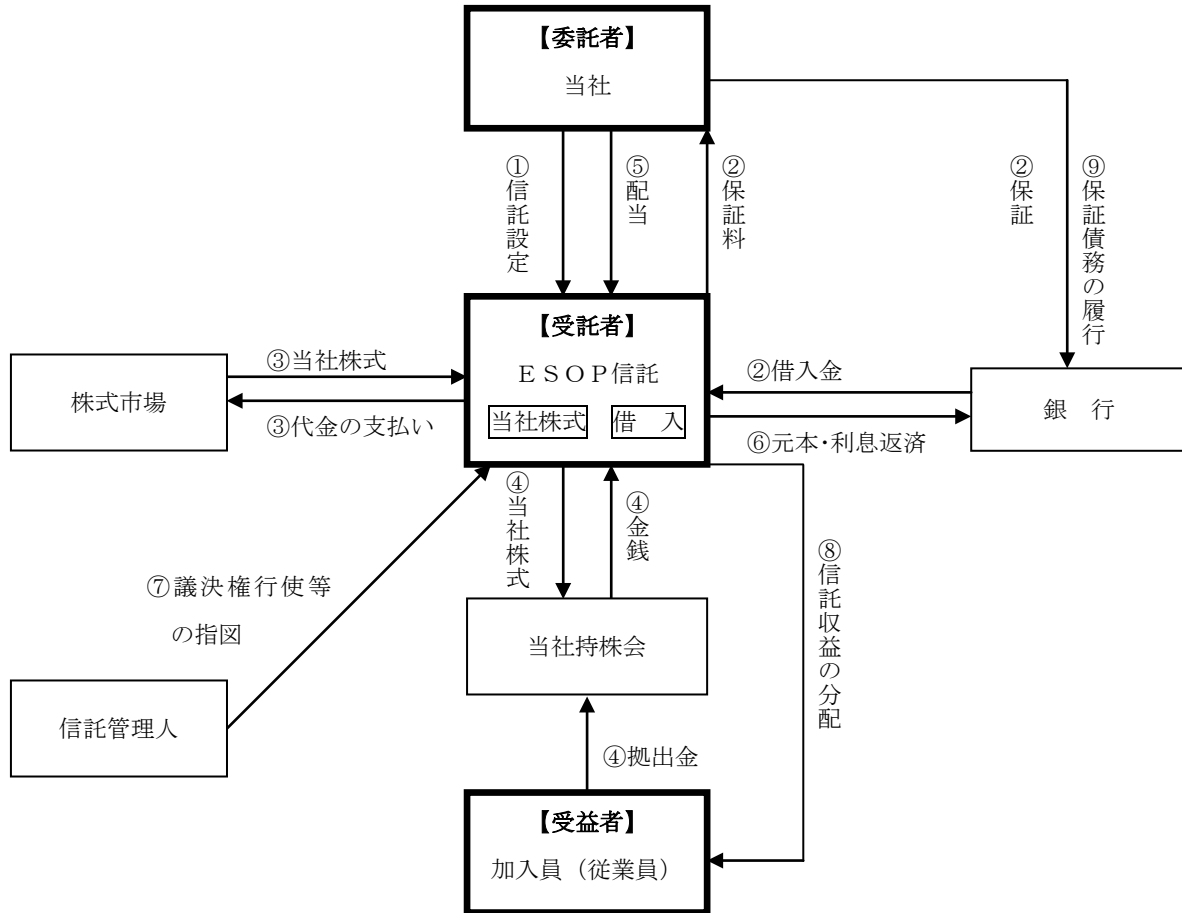 【委託者】
当社
①信託設定
⑤配当
②保証料
②保証
⑨保証債務の履行
【受託者】
ESOP信託
当社株式
借 入
株式市場
③当社株式
③代金の支払い
②借入金
⑥元本・利息返済
銀 行
④当社株式
④金銭
⑧信託収益の分配
⑦議決権行使等
の指図
当社持株会
信託管理人
④拠出金
【受益者】
加入員（従業員）